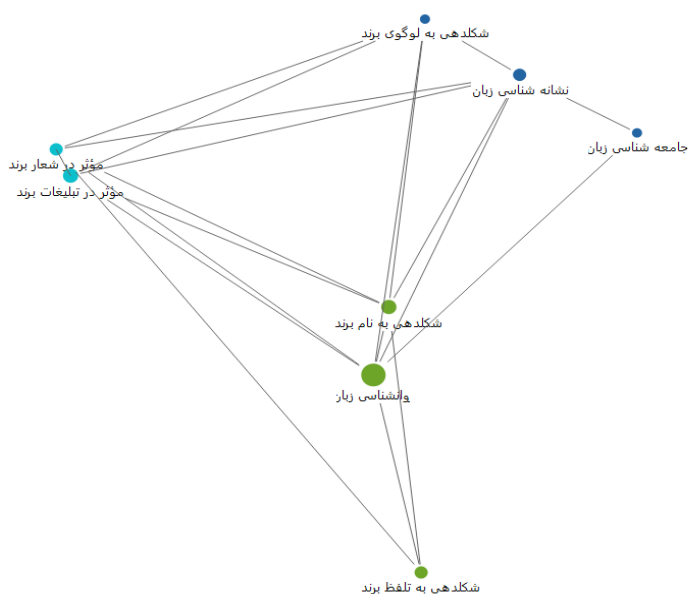 شکلدهی به لوگوی برند
نشانه شناسی زبان
جامعه شناسی زبان
مؤثر در شعار برند
مؤثر در تبلیغات برند
شکلدهی به نام برند
وانشناسی زبان
شکلدهی به تلفظ برند